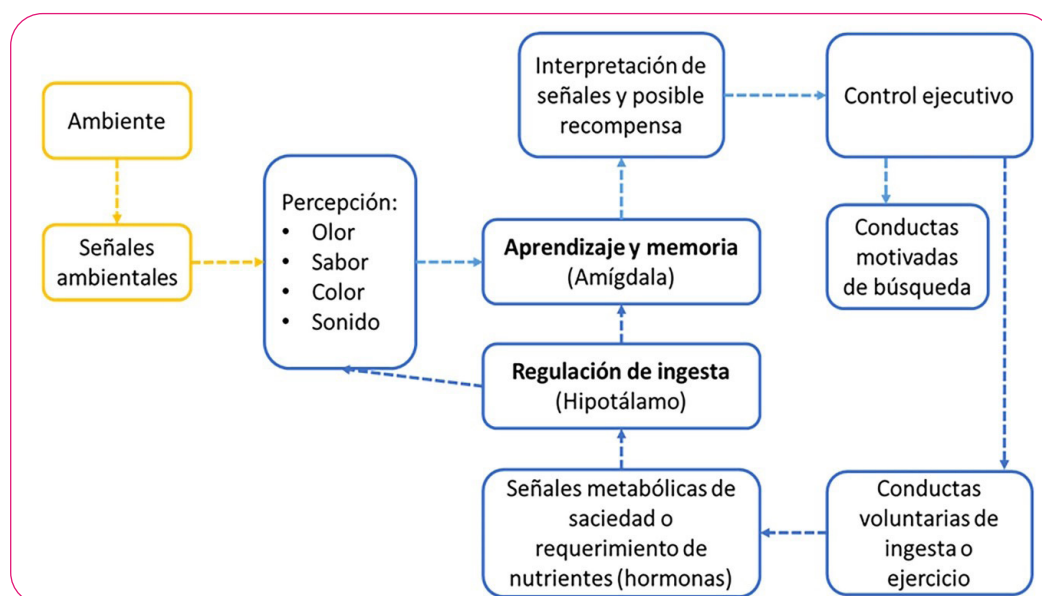 Ambiente
Señales
ambientales
Percepción:
• Olor
• Sabor
• Color
• Sonido
Interpretación de
señales y posible
recompensa
Aprendizaje y memoria
(Amígdala)
Regulación de ingesta
(Hipotálamo)
Señales metabólicas de
saciedad o
requerimiento de
nutrientes (hormonas)
Control ejecutivo
Conductas
motivadas
de búsqueda
Conductas
voluntarias de
ingesta o
ejercicio